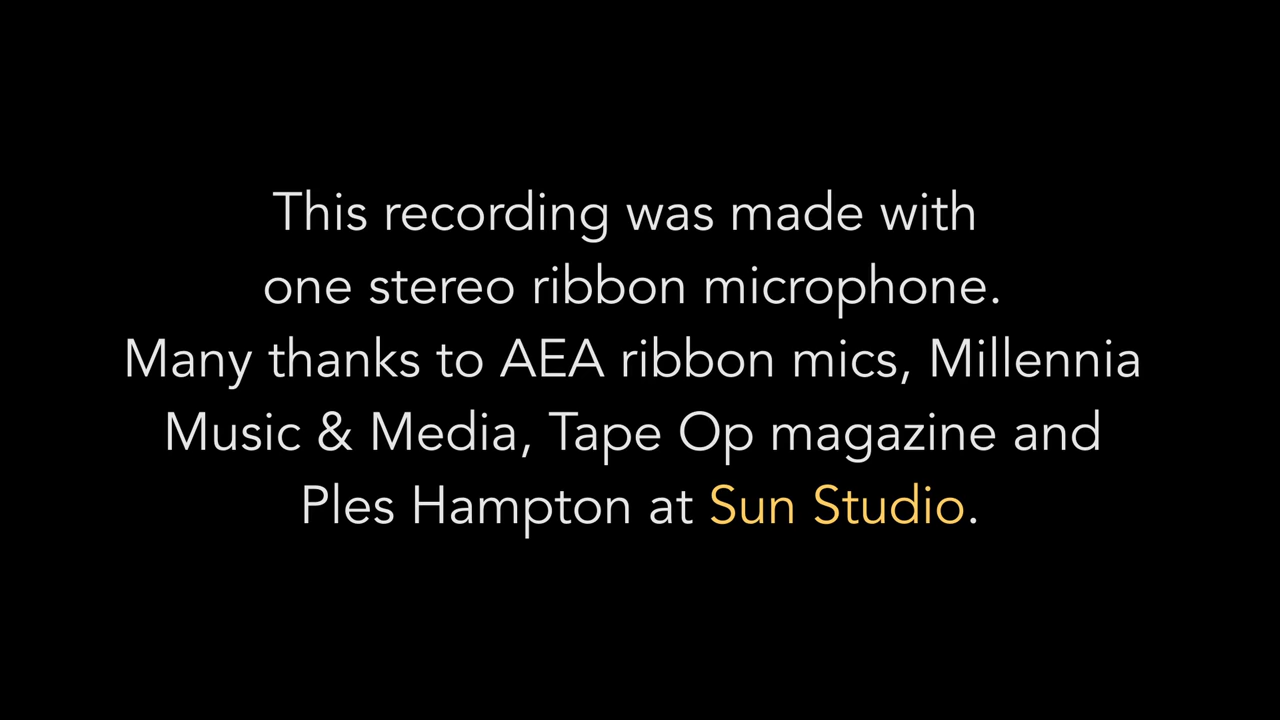 This recording was made with
one stereo ribbon microphone.
Many thanks to AEA ribbon mics, Millennia
Music & Media, Tape Op magazine and
Ples Hampton at Sun Studio.